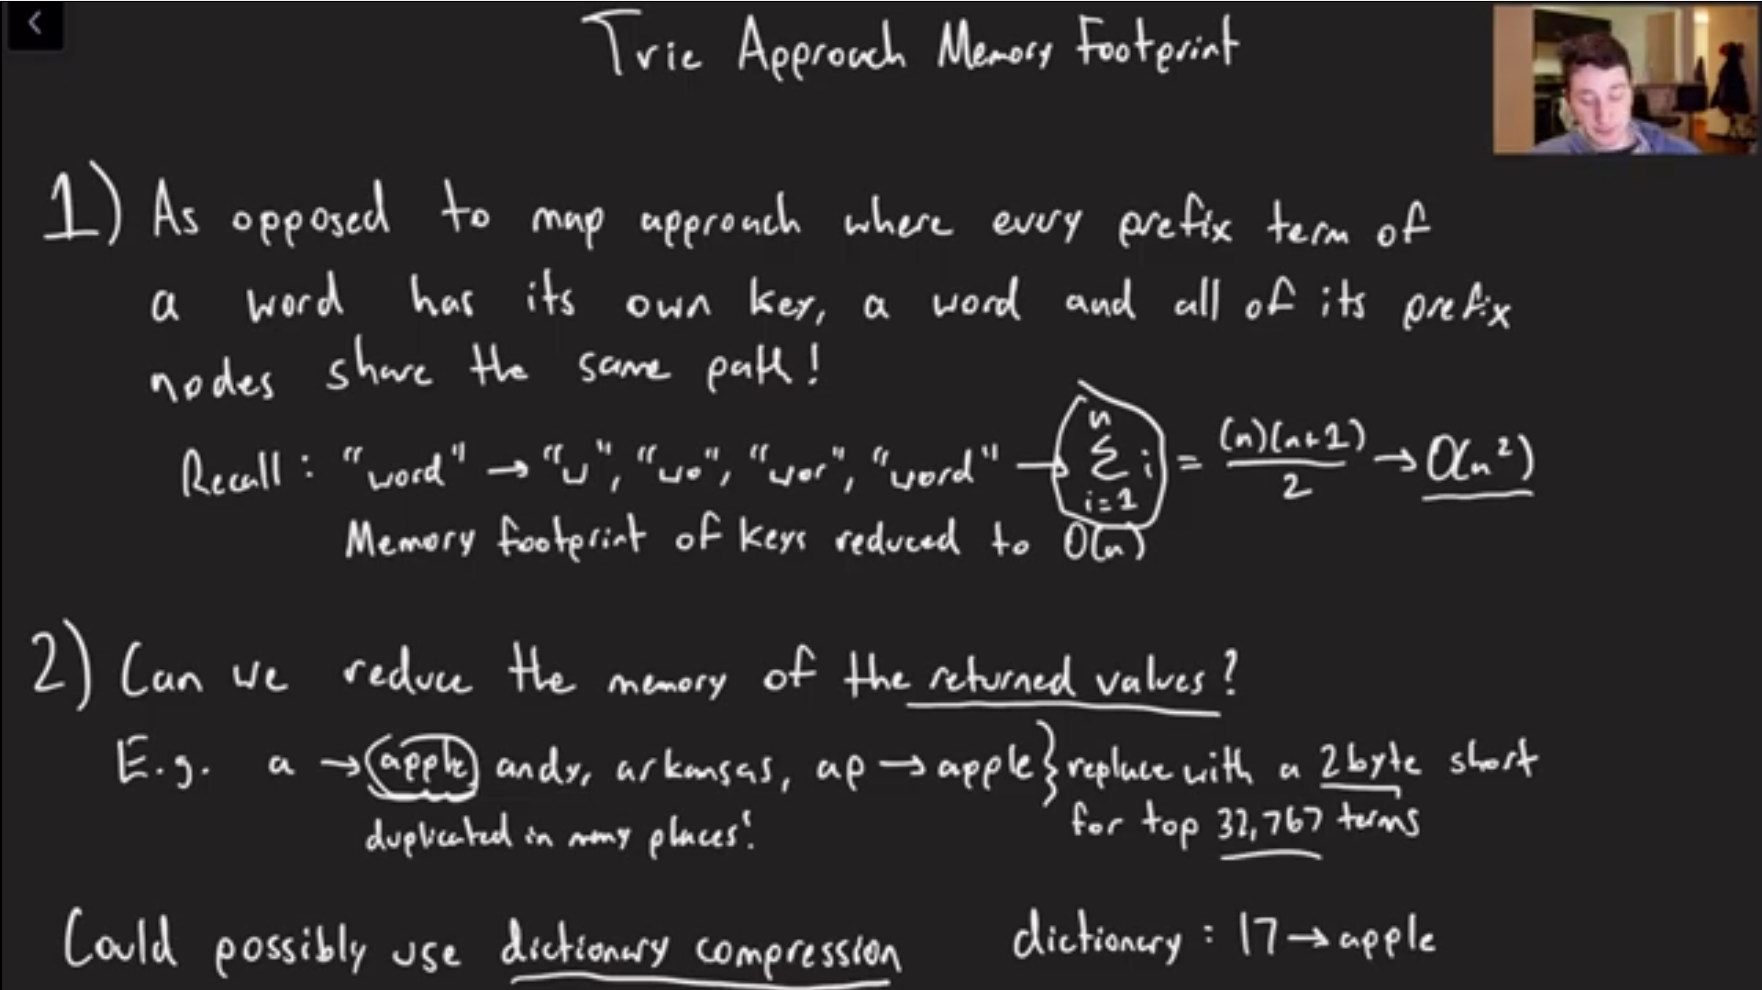 Trie Approach Memory Footprint
1) As opposed to map approach where every prefix term of
a word has its own key, a word and all of its prefix
nodes share the same path!
Recall: "word" → "w", "wo", "wor", "word" → n Σ i=1 i = (n)(n+1) / 2 → O(n²)
Memory footprint of keys reduced to O(n)
2) Can we reduce the memory of the returned values?
E.g. a → apple, andy, arkansas, ap → apple } replace with a 2 byte short
for top 32,767 terms
duplicated in many places!
Could possibly use dictionary compression
dictionary: 17 → apple